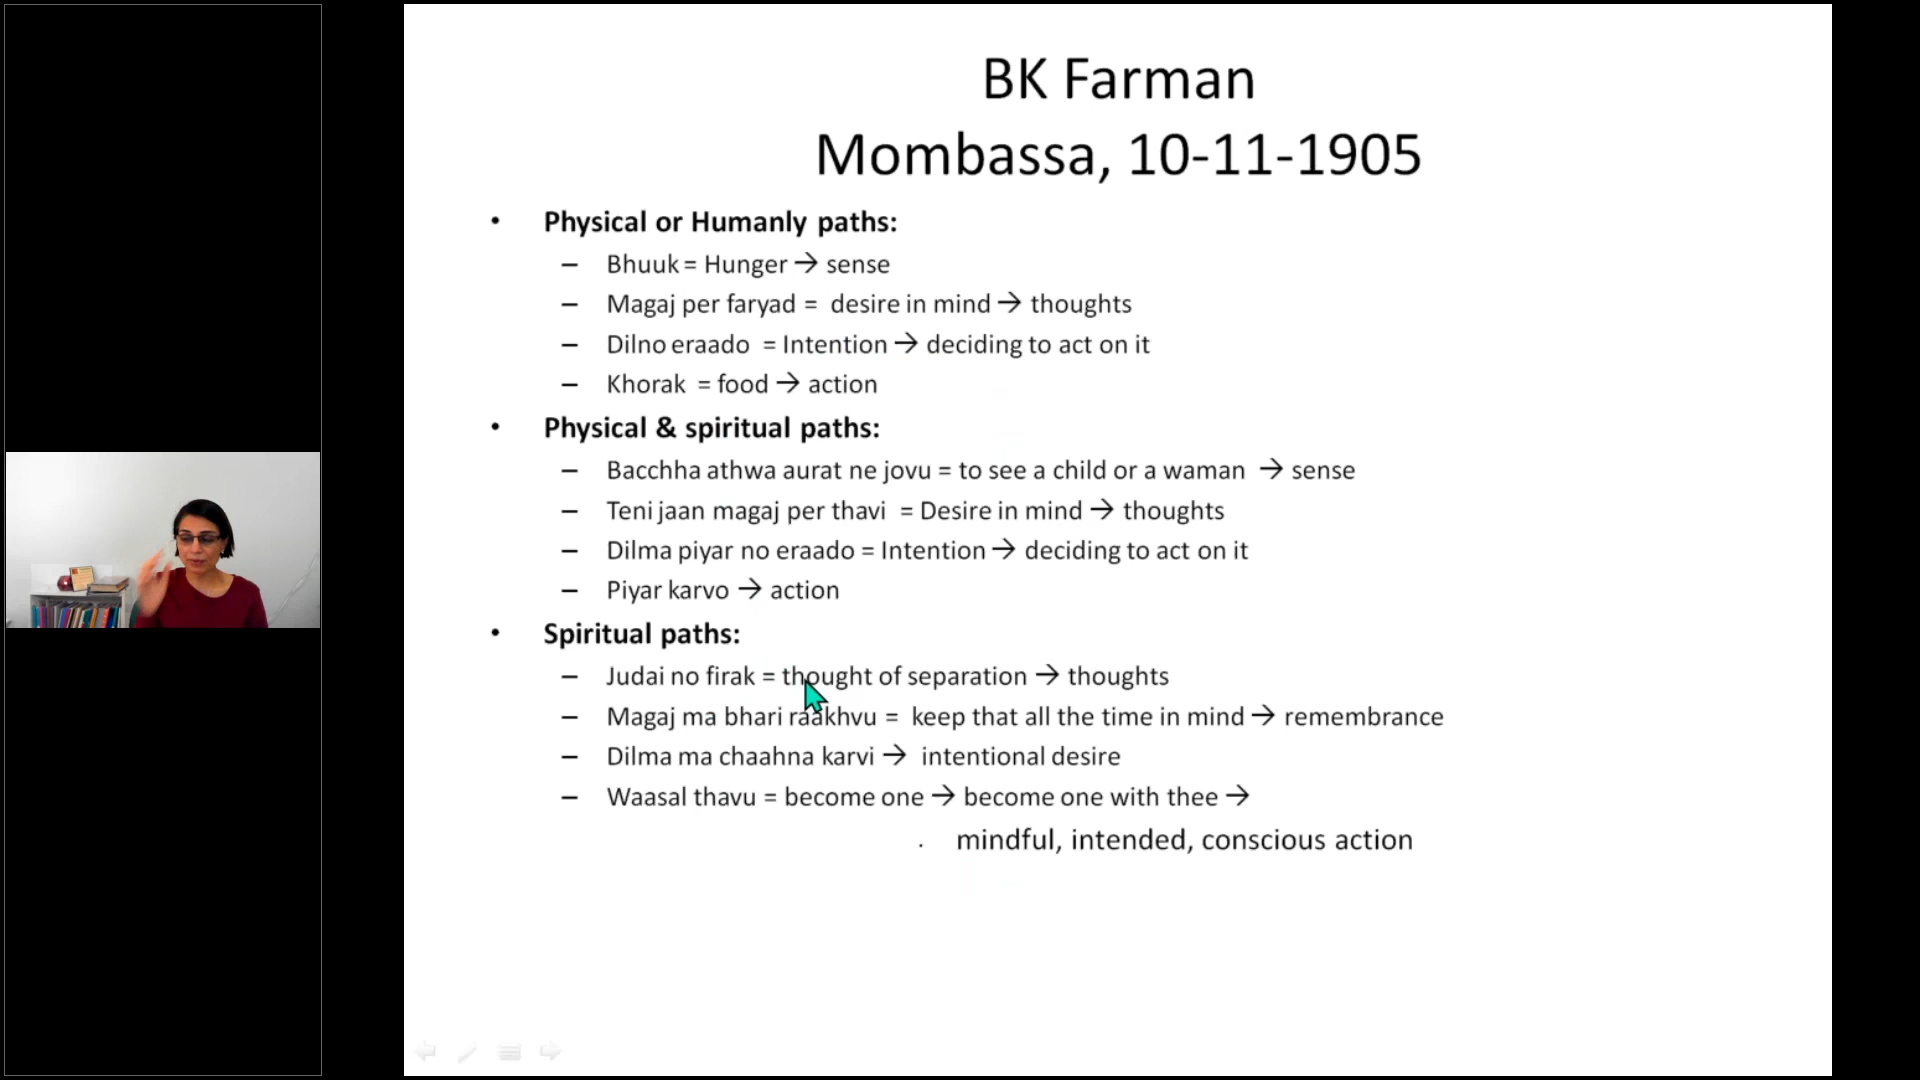 BK Farman
Mombassa, 10-11-1905
• Physical or Humanly paths:
– Bhuuk = Hunger → sense
– Magaj per faryad = desire in mind → thoughts
– Dilno eraado = Intention → deciding to act on it
– Khorak = food → action
• Physical & spiritual paths:
– Bacchha athwa aurat ne jovu = to see a child or a waman → sense
– Teni jaan magaj per thavi = Desire in mind → thoughts
– Dilma piyar no eraado = Intention → deciding to act on it
– Piyar karvo → action
• Spiritual paths:
– Judai no firak = thought of separation → thoughts
– Magaj ma bhari raakhvu = keep that all the time in mind → remembrance
– Dilma ma chaahna karvi → intentional desire
– Waasal thavu = become one → become one with thee →
· mindful, intended, conscious action